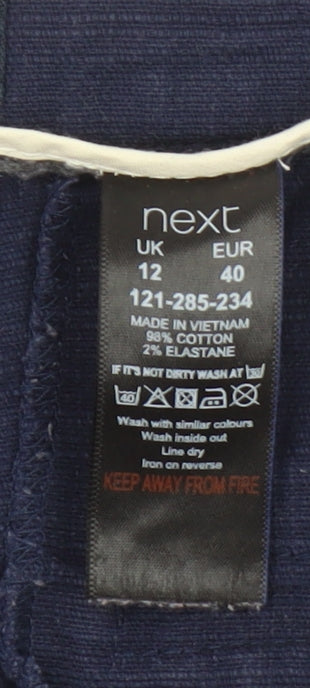 next
UK EUR
12 40
121-285-234
MADE IN VIETNAM
98% COTTON
2% ELASTANE
IF IT'S NOT DIRTY WASH AT 30
40
Wash with similar colours
Wash inside out
Line dry
Iron on reverse
KEEP AWAY FROM FIRE